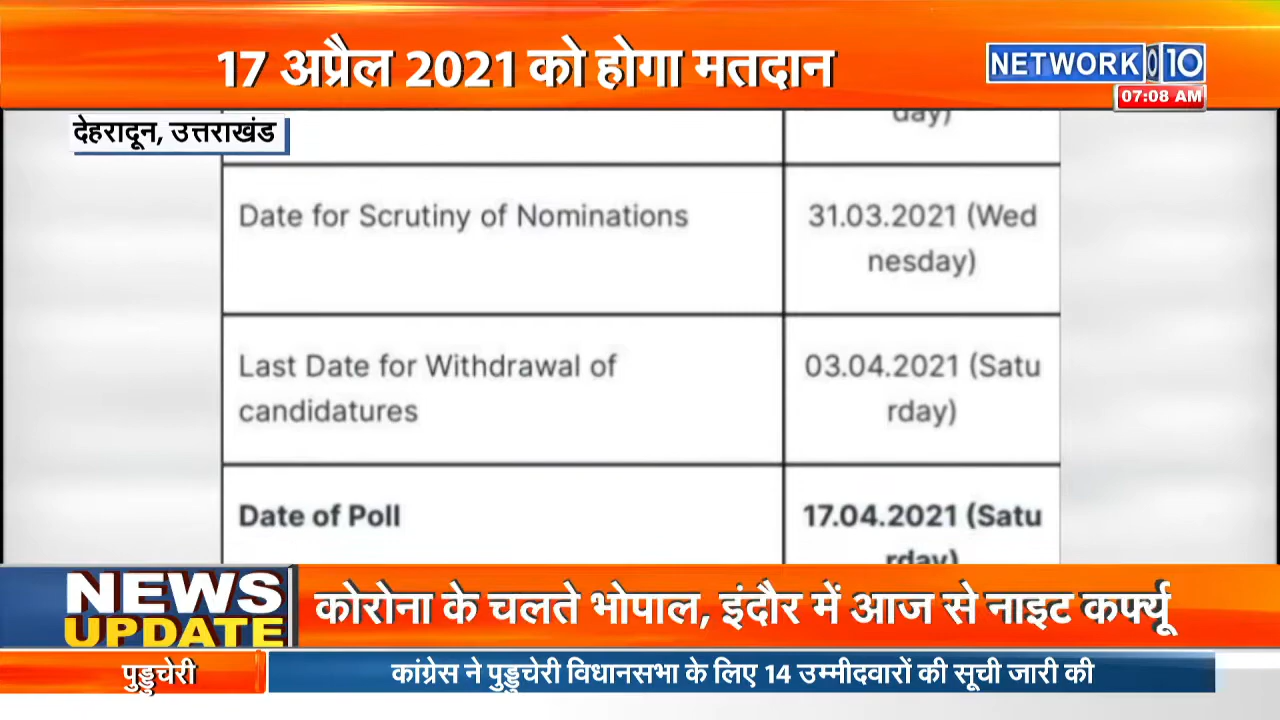 17 अप्रैल 2021 को होगा मतदान
NETWORK 10
07:08 AM
देहरादून, उत्तराखंड
day)
Date for Scrutiny of Nominations
31.03.2021 (Wed
nesday)
Last Date for Withdrawal of
candidatures
03.04.2021 (Satu
rday)
Date of Poll
17.04.2021 (Satu
rday)
NEWS
UPDATE
कोरोना के चलते भोपाल, इंदौर में आज से नाइट कर्फ्यू
पुड्डुचेरी
कांग्रेस ने पुड्डुचेरी विधानसभा के लिए 14 उम्मीदवारों की सूची जारी की